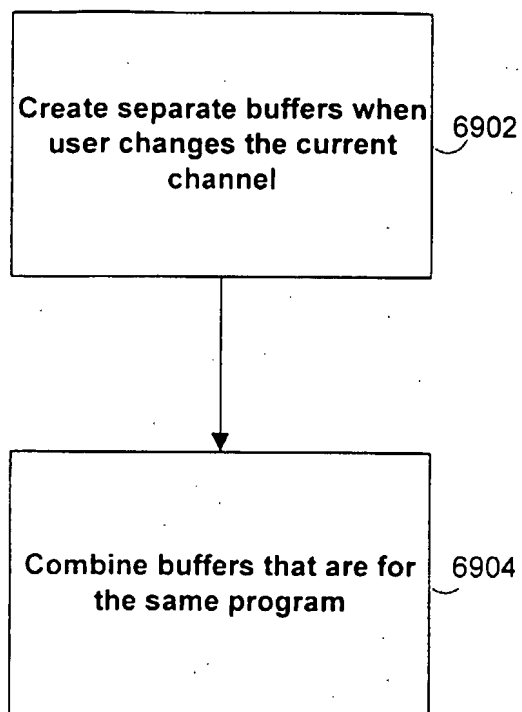 Create separate buffers when
user changes the current
channel
6902
Combine buffers that are for
the same program
6904